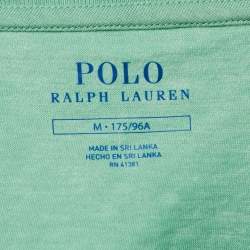 POLO
RALPH LAUREN
M • 175/96A
MADE IN SRI LANKA
HECHO EN SRI LANKA
RN 41381